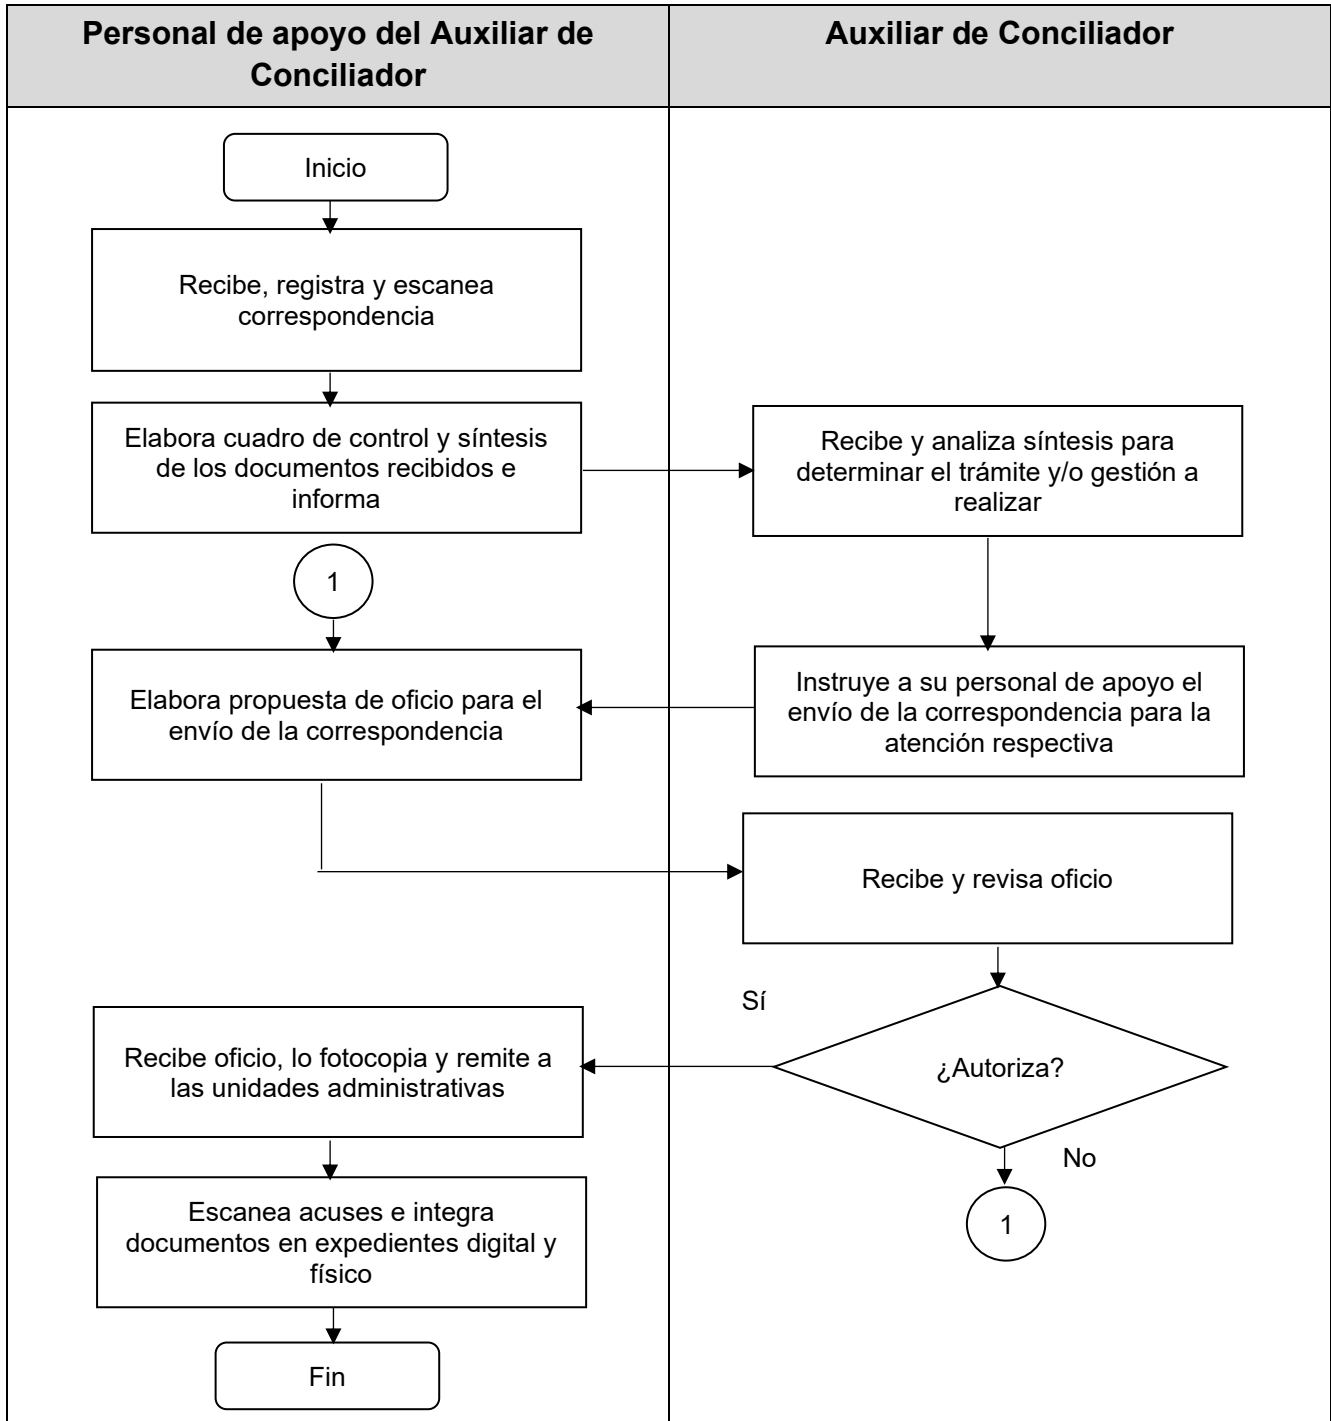 Personal de apoyo del Auxiliar de
Conciliador
Auxiliar de Conciliador
Inicio
Recibe, registra y escanea
correspondencia
Elabora cuadro de control y síntesis
de los documentos recibidos e
informa
Recibe y analiza síntesis para
determinar el trámite y/o gestión a
realizar
1
Elabora propuesta de oficio para el
envío de la correspondencia
Instruye a su personal de apoyo el
envío de la correspondencia para la
atención respectiva
Recibe y revisa oficio
Sí
¿Autoriza?
Recibe oficio, lo fotocopia y remite a
las unidades administrativas
No
1
Escanea acuses e integra
documentos en expedientes digital y
físico
Fin